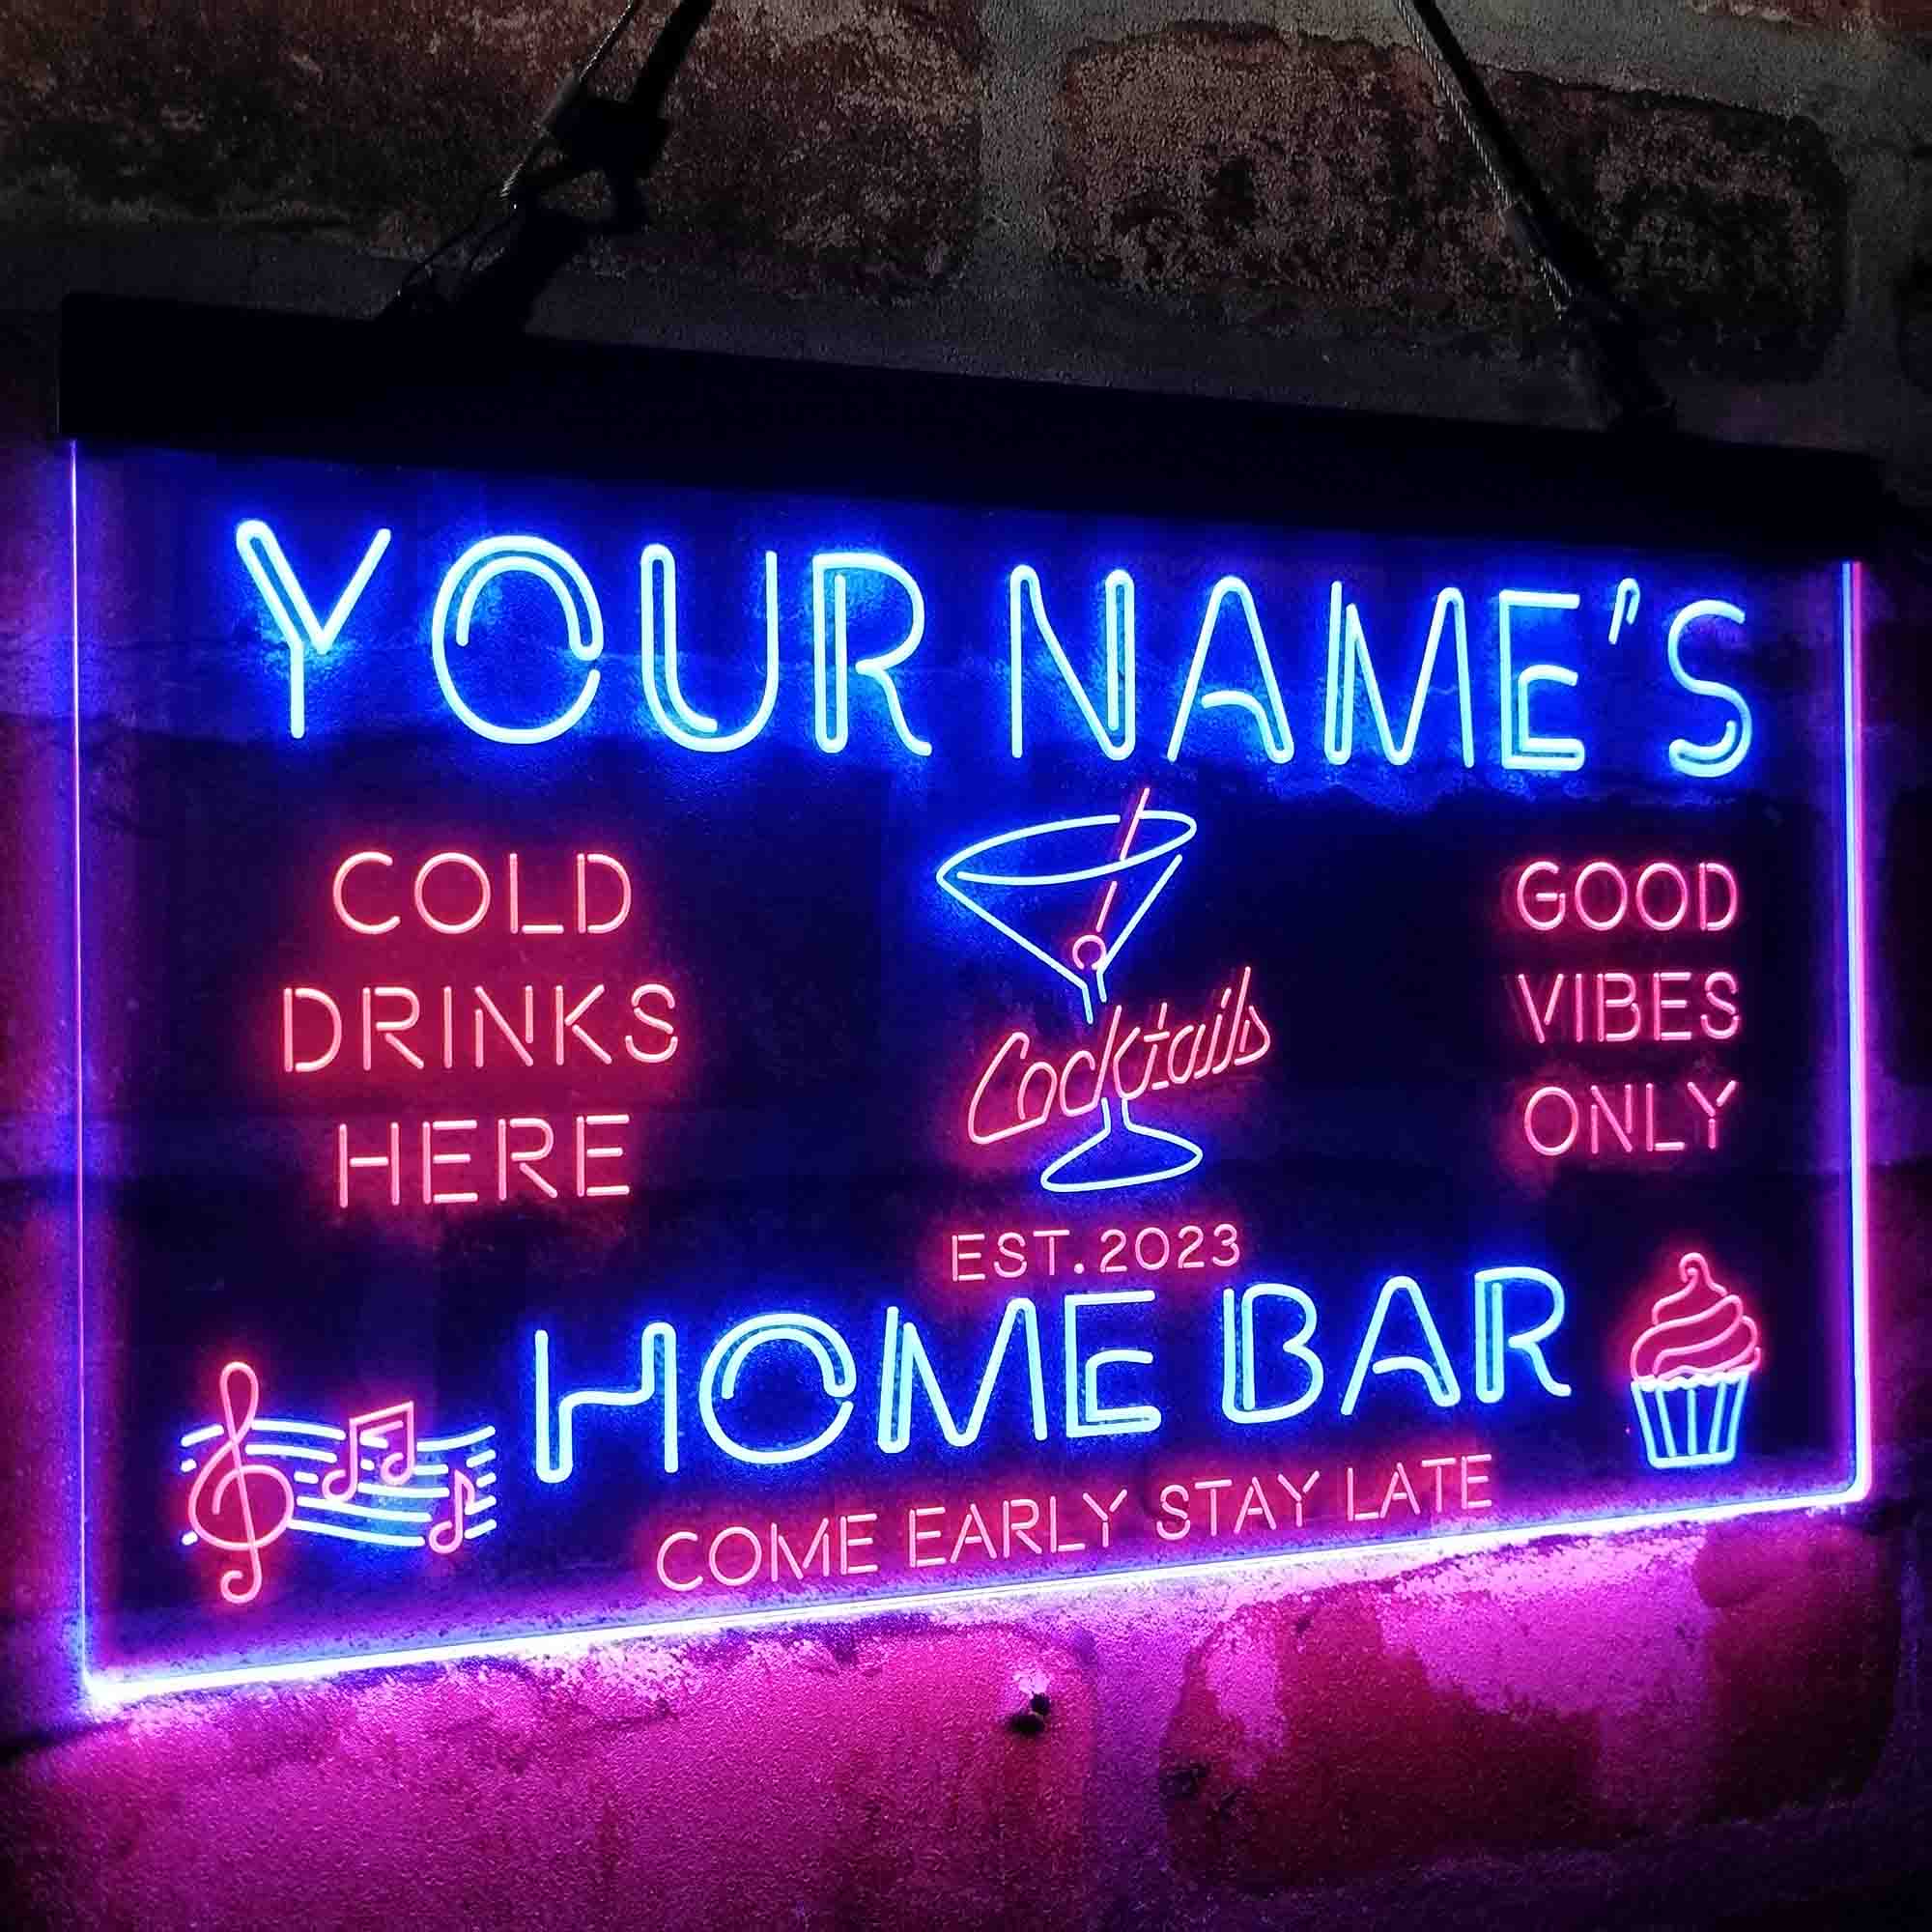 YOUR NAME'S
COLD
DRINKS
HERE
Cocktails
GOOD
VIBES
ONLY
EST.2023
HOME BAR
COME EARLY STAY LATE